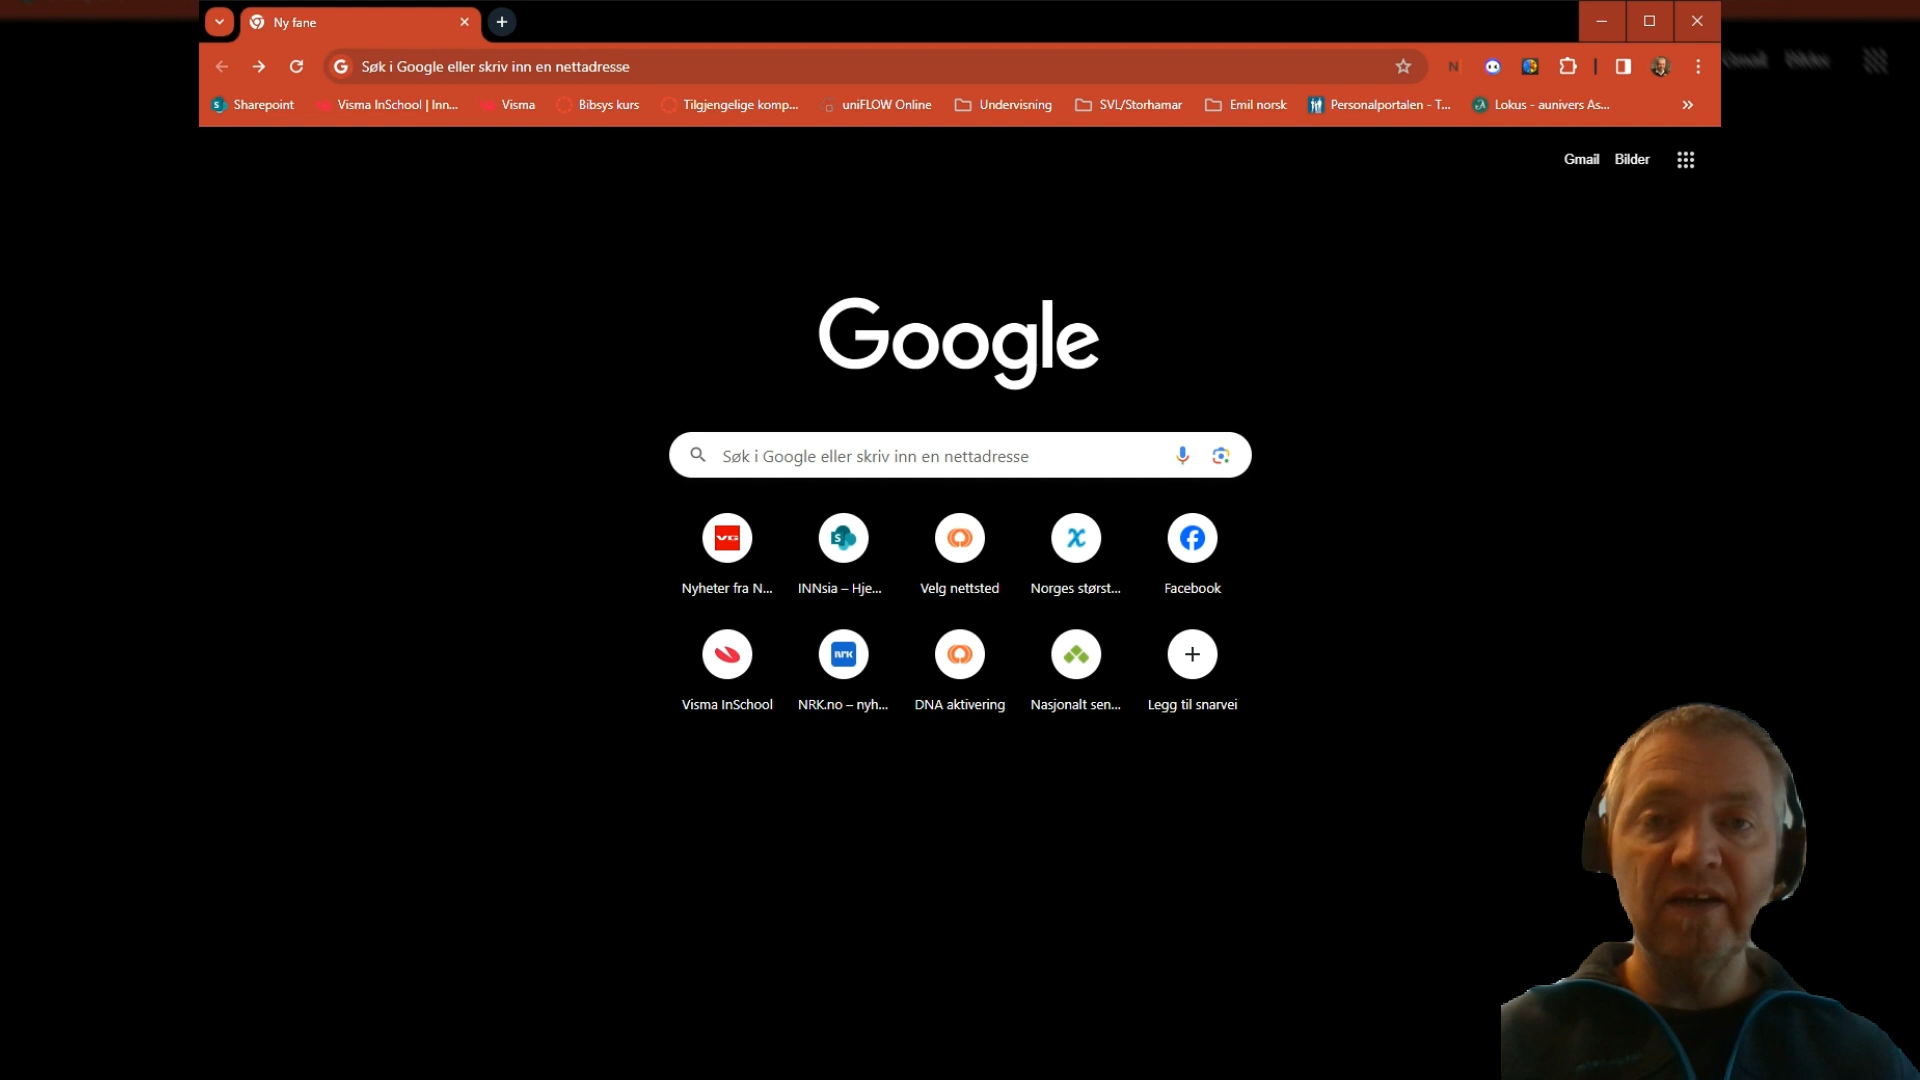 Ny fane
Søk i Google eller skriv inn en nettadresse
Sharepoint Visma InSchool | Inn... Visma Bibsys kurs Tilgjengelige komp... uniFLOW Online Undervisning SVL/Storhamar Emil norsk Personalportalen - T... Lokus - aunivers As...
Gmail Bilder
Google
Søk i Google eller skriv inn en nettadresse
VG S
Nyheter fra N... INNsia – Hje... Velg nettsted Norges størst... Facebook
NRK
Visma InSchool NRK.no – nyh... DNA aktivering Nasjonalt sen... Legg til snarvei